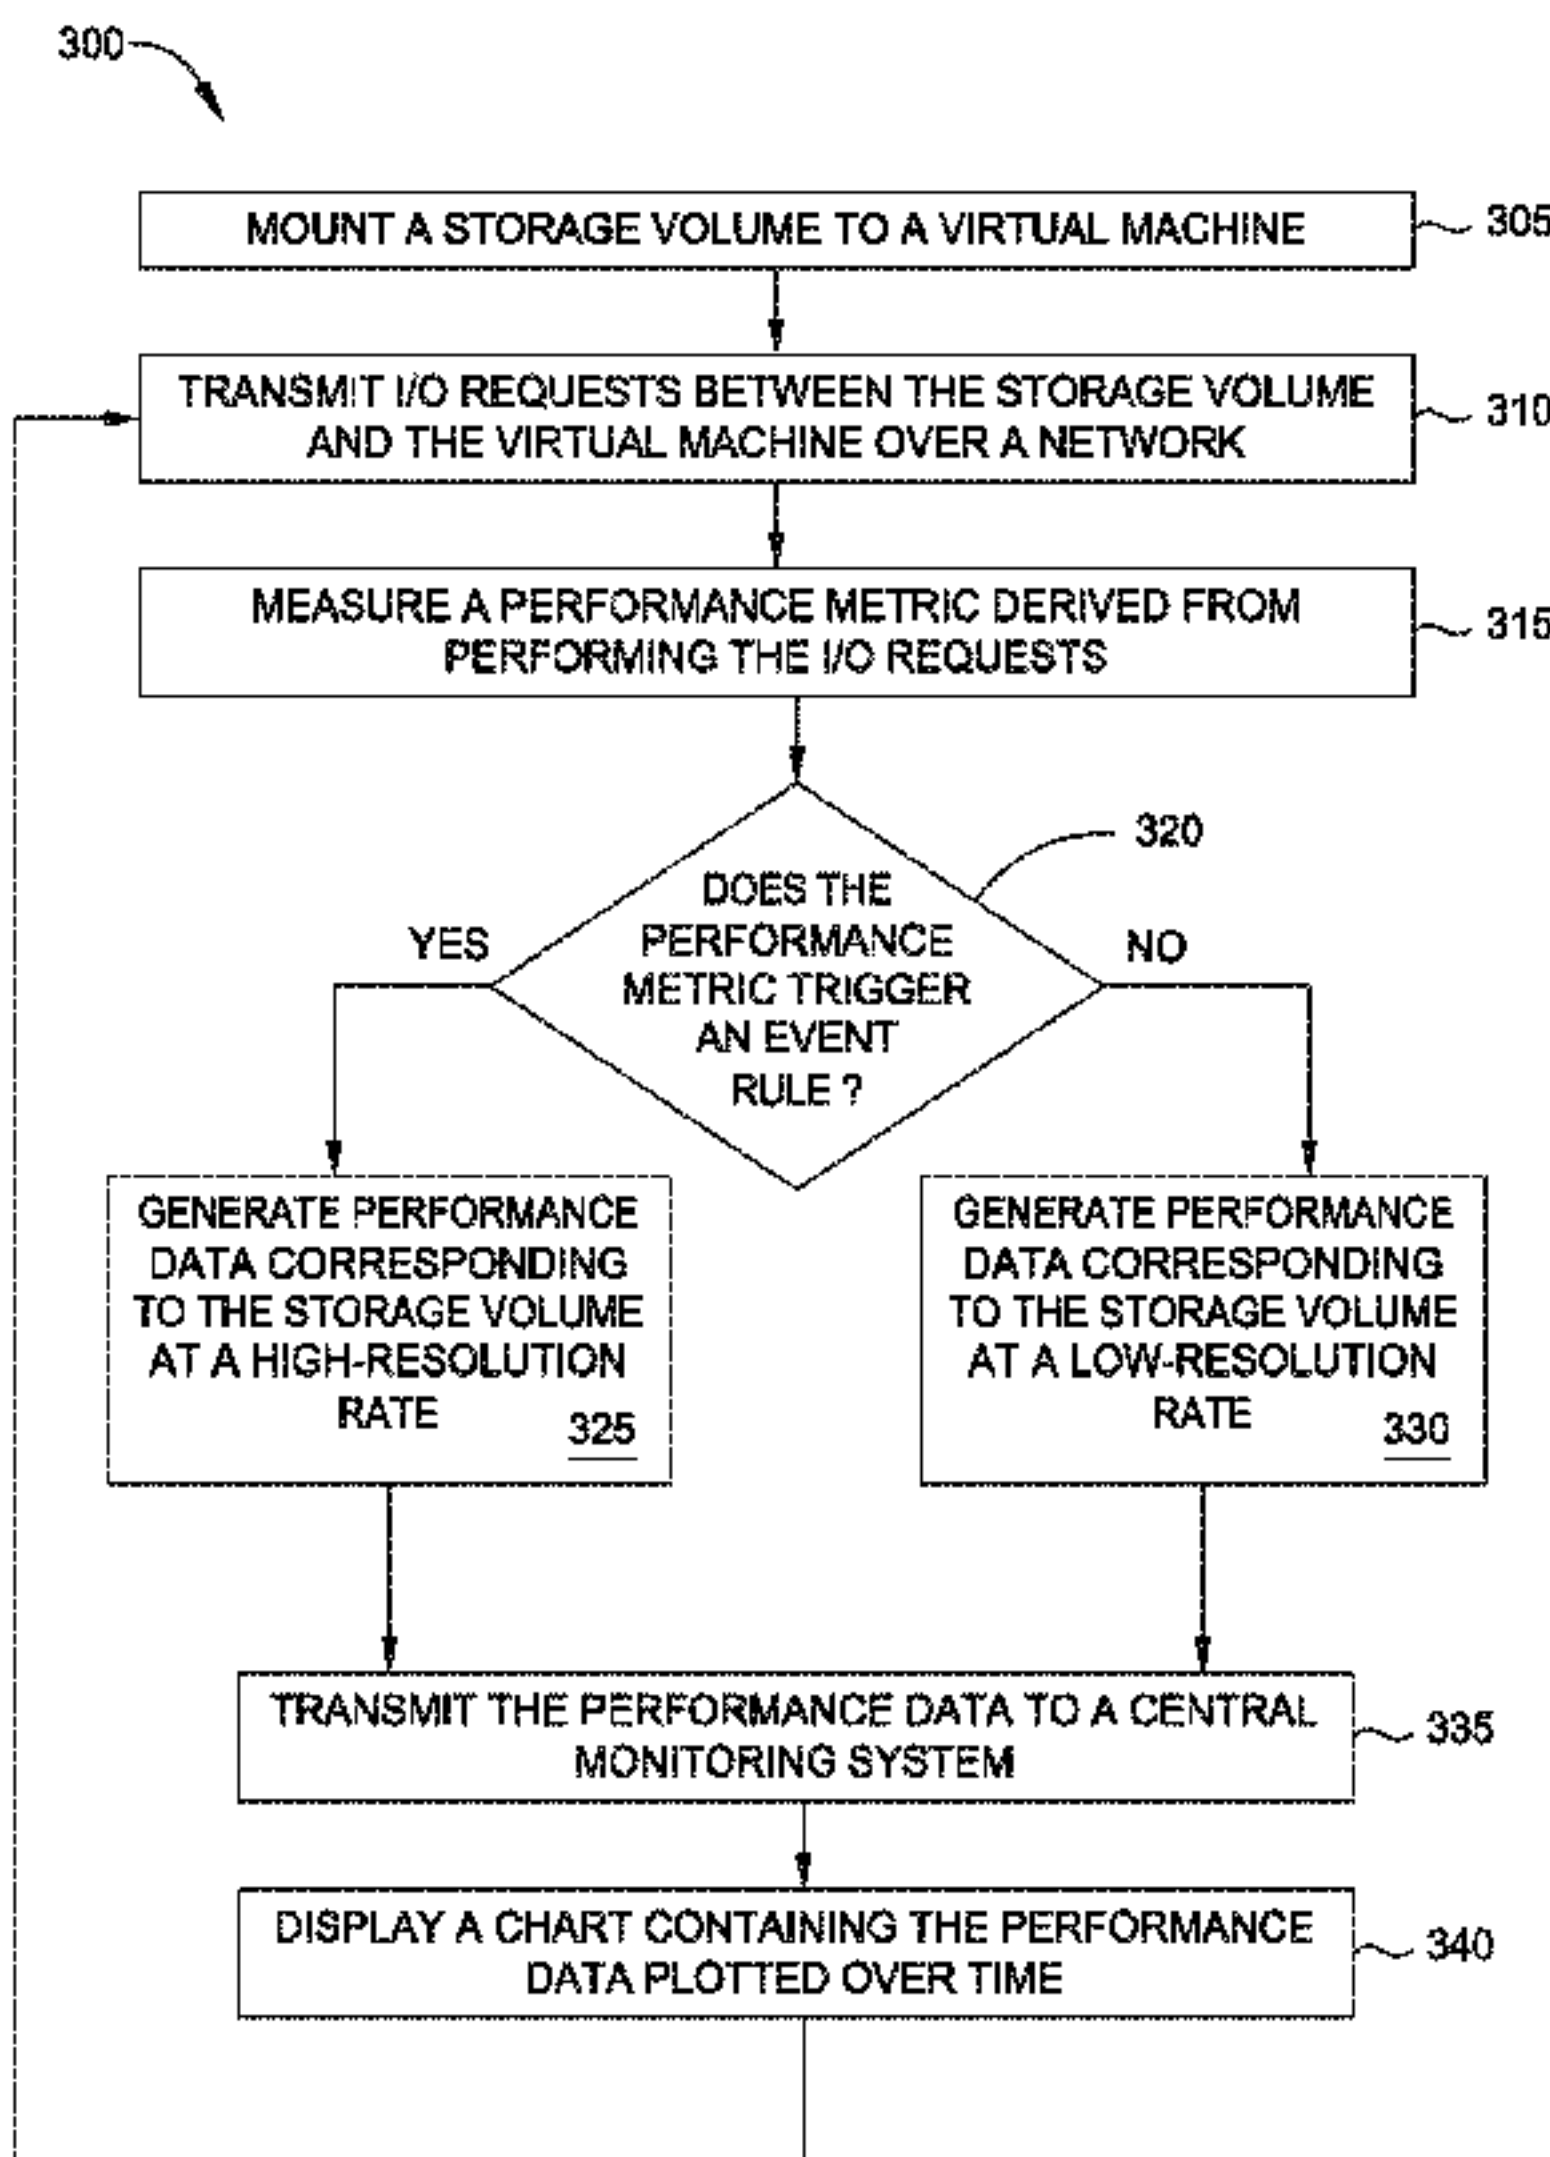 300
MOUNT A STORAGE VOLUME TO A VIRTUAL MACHINE
305
TRANSMIT I/O REQUESTS BETWEEN THE STORAGE VOLUME
AND THE VIRTUAL MACHINE OVER A NETWORK
310
MEASURE A PERFORMANCE METRIC DERIVED FROM
PERFORMING THE I/O REQUESTS
315
320
DOES THE
PERFORMANCE
METRIC TRIGGER
AN EVENT
RULE ?
YES
NO
GENERATE PERFORMANCE
DATA CORRESPONDING
TO THE STORAGE VOLUME
AT A HIGH-RESOLUTION
RATE
325
GENERATE PERFORMANCE
DATA CORRESPONDING
TO THE STORAGE VOLUME
AT A LOW-RESOLUTION
RATE
330
TRANSMIT THE PERFORMANCE DATA TO A CENTRAL
MONITORING SYSTEM
335
DISPLAY A CHART CONTAINING THE PERFORMANCE
DATA PLOTTED OVER TIME
340